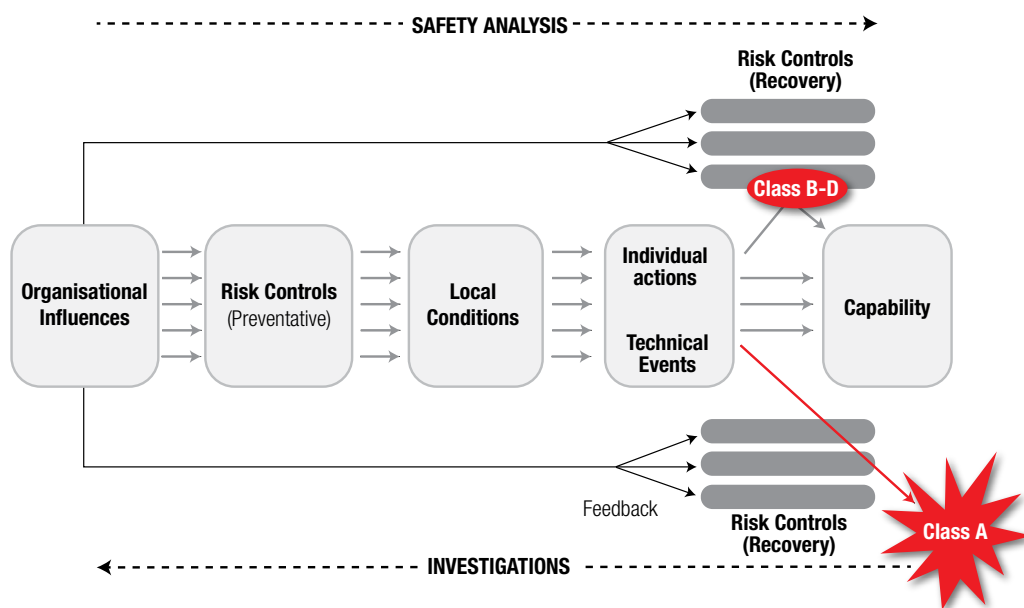 SAFETY ANALYSIS
Risk Controls
(Recovery)
Class B-D
Organisational
Influences
Risk Controls
(Preventative)
Local
Conditions
Individual
actions
Technical
Events
Capability
Feedback
Risk Controls
(Recovery)
Class A
INVESTIGATIONS